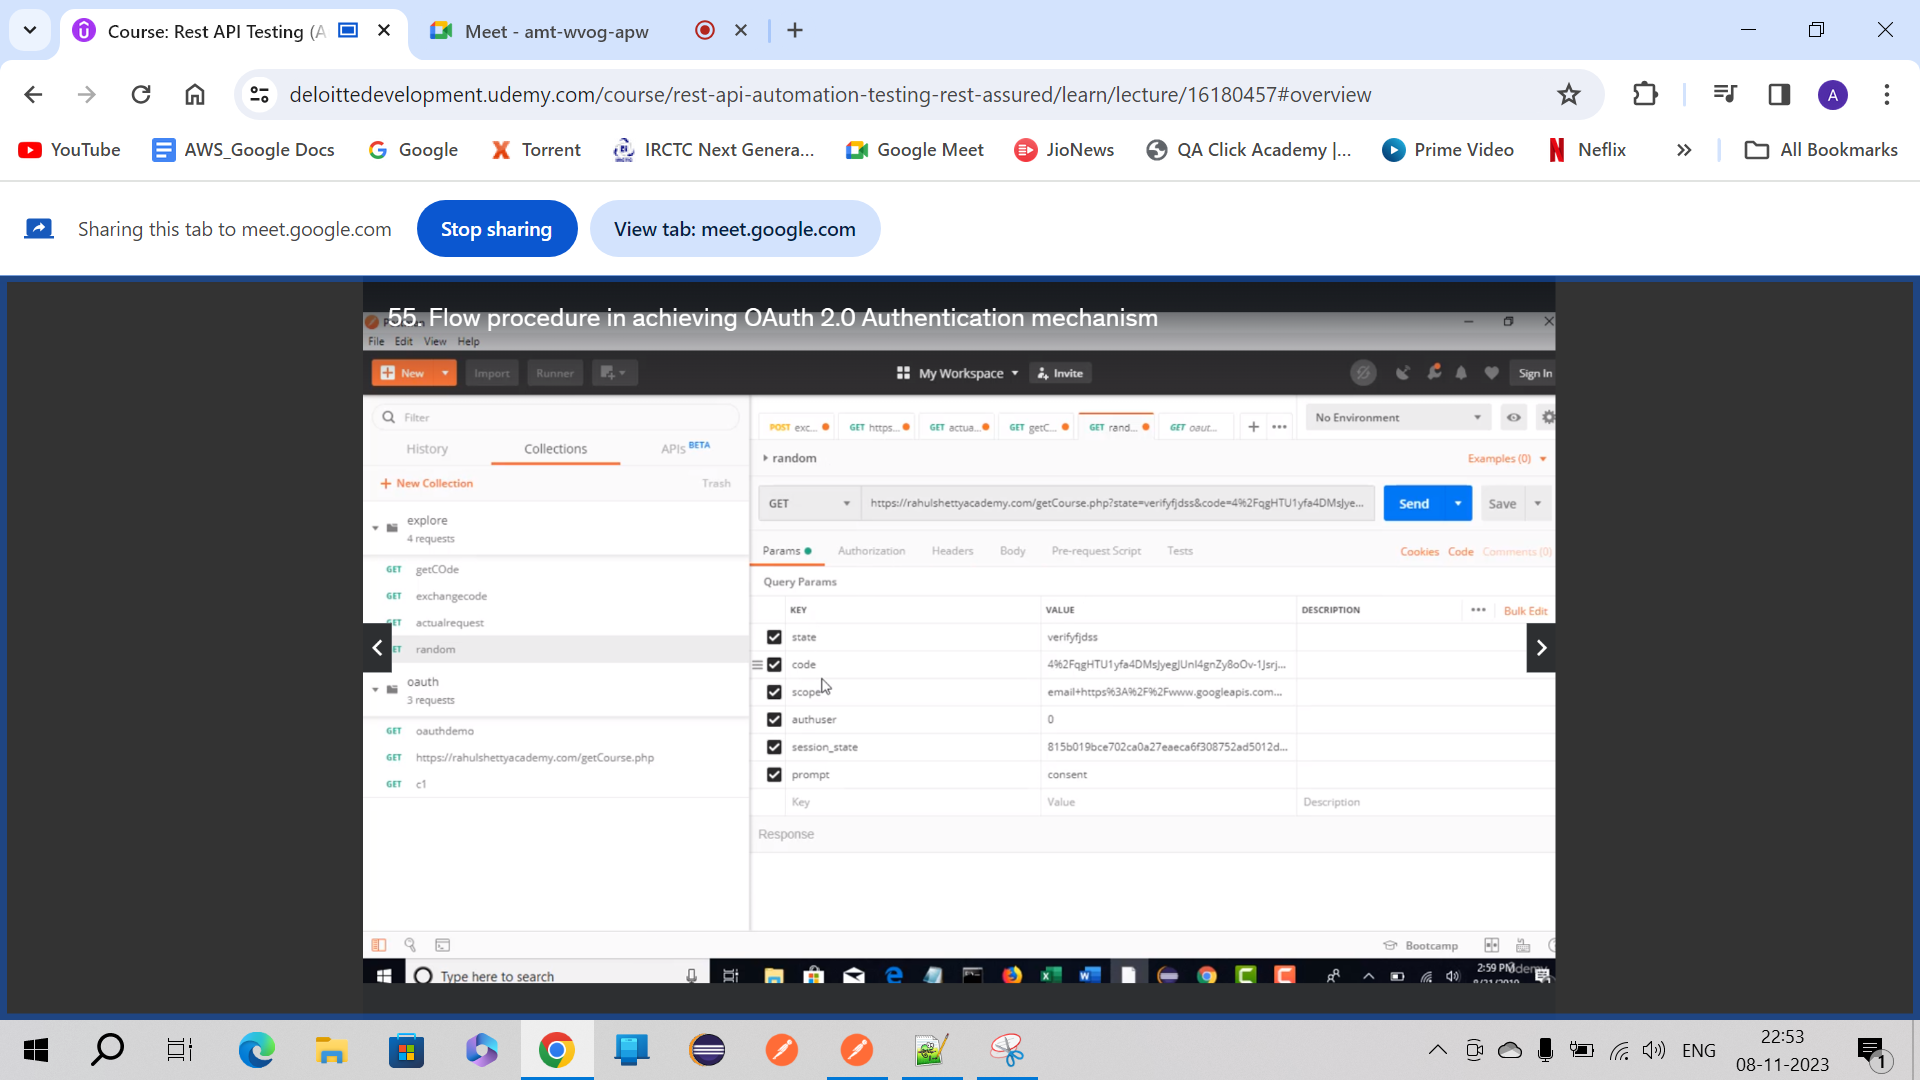 Course: Rest API Testing (A
Meet - amt-wvog-apw
deloittedevelopment.udemy.com/course/rest-api-automation-testing-rest-assured/learn/lecture/16180457#overview
A
YouTube
AWS_Google Docs
Google
Torrent
IRCTC Next Genera...
Google Meet
JioNews
QA Click Academy |...
Prime Video
Neflix
All Bookmarks
Sharing this tab to meet.google.com
Stop sharing
View tab: meet.google.com
55. Flow procedure in achieving OAuth 2.0 Authentication mechanism
File Edit View Help
New
Import
Runner
My Workspace
Invite
Sign In
Filter
History
Collections
APIs BETA
+ New Collection
Trash
explore
4 requests
GET getCOde
GET exchangecode
GET actualrequest
ET random
oauth
3 requests
GET oauthdemo
GET https://rahulshettyacademy.com/getCourse.php
GET c1
POST exc...
GET https...
GET actua...
GET getC...
GET rand...
GET oaut...
No Environment
random
Examples (0)
GET
https://rahulshettyacademy.com/getCourse.php?state=verifyfjdss&code=4%2FqgHTU1yfa4DMsJye...
Send
Save
Params
Authorization
Headers
Body
Pre-request Script
Tests
Cookies Code Comments (0)
Query Params
KEY VALUE DESCRIPTION
Bulk Edit
state verifyfjdss
code 4%2FqgHTU1yfa4DMsJyegJUnl4gnZy8oOv-1Jsrj...
scope email+https%3A%2F%2Fwww.googleapis.com...
authuser 0
session_state 815b019bce702ca0a27eaeca6f308752ad5012d...
prompt consent
Key Value Description
Response
Bootcamp
Type here to search
2:59 PM
ENG
22:53
08-11-2023
1